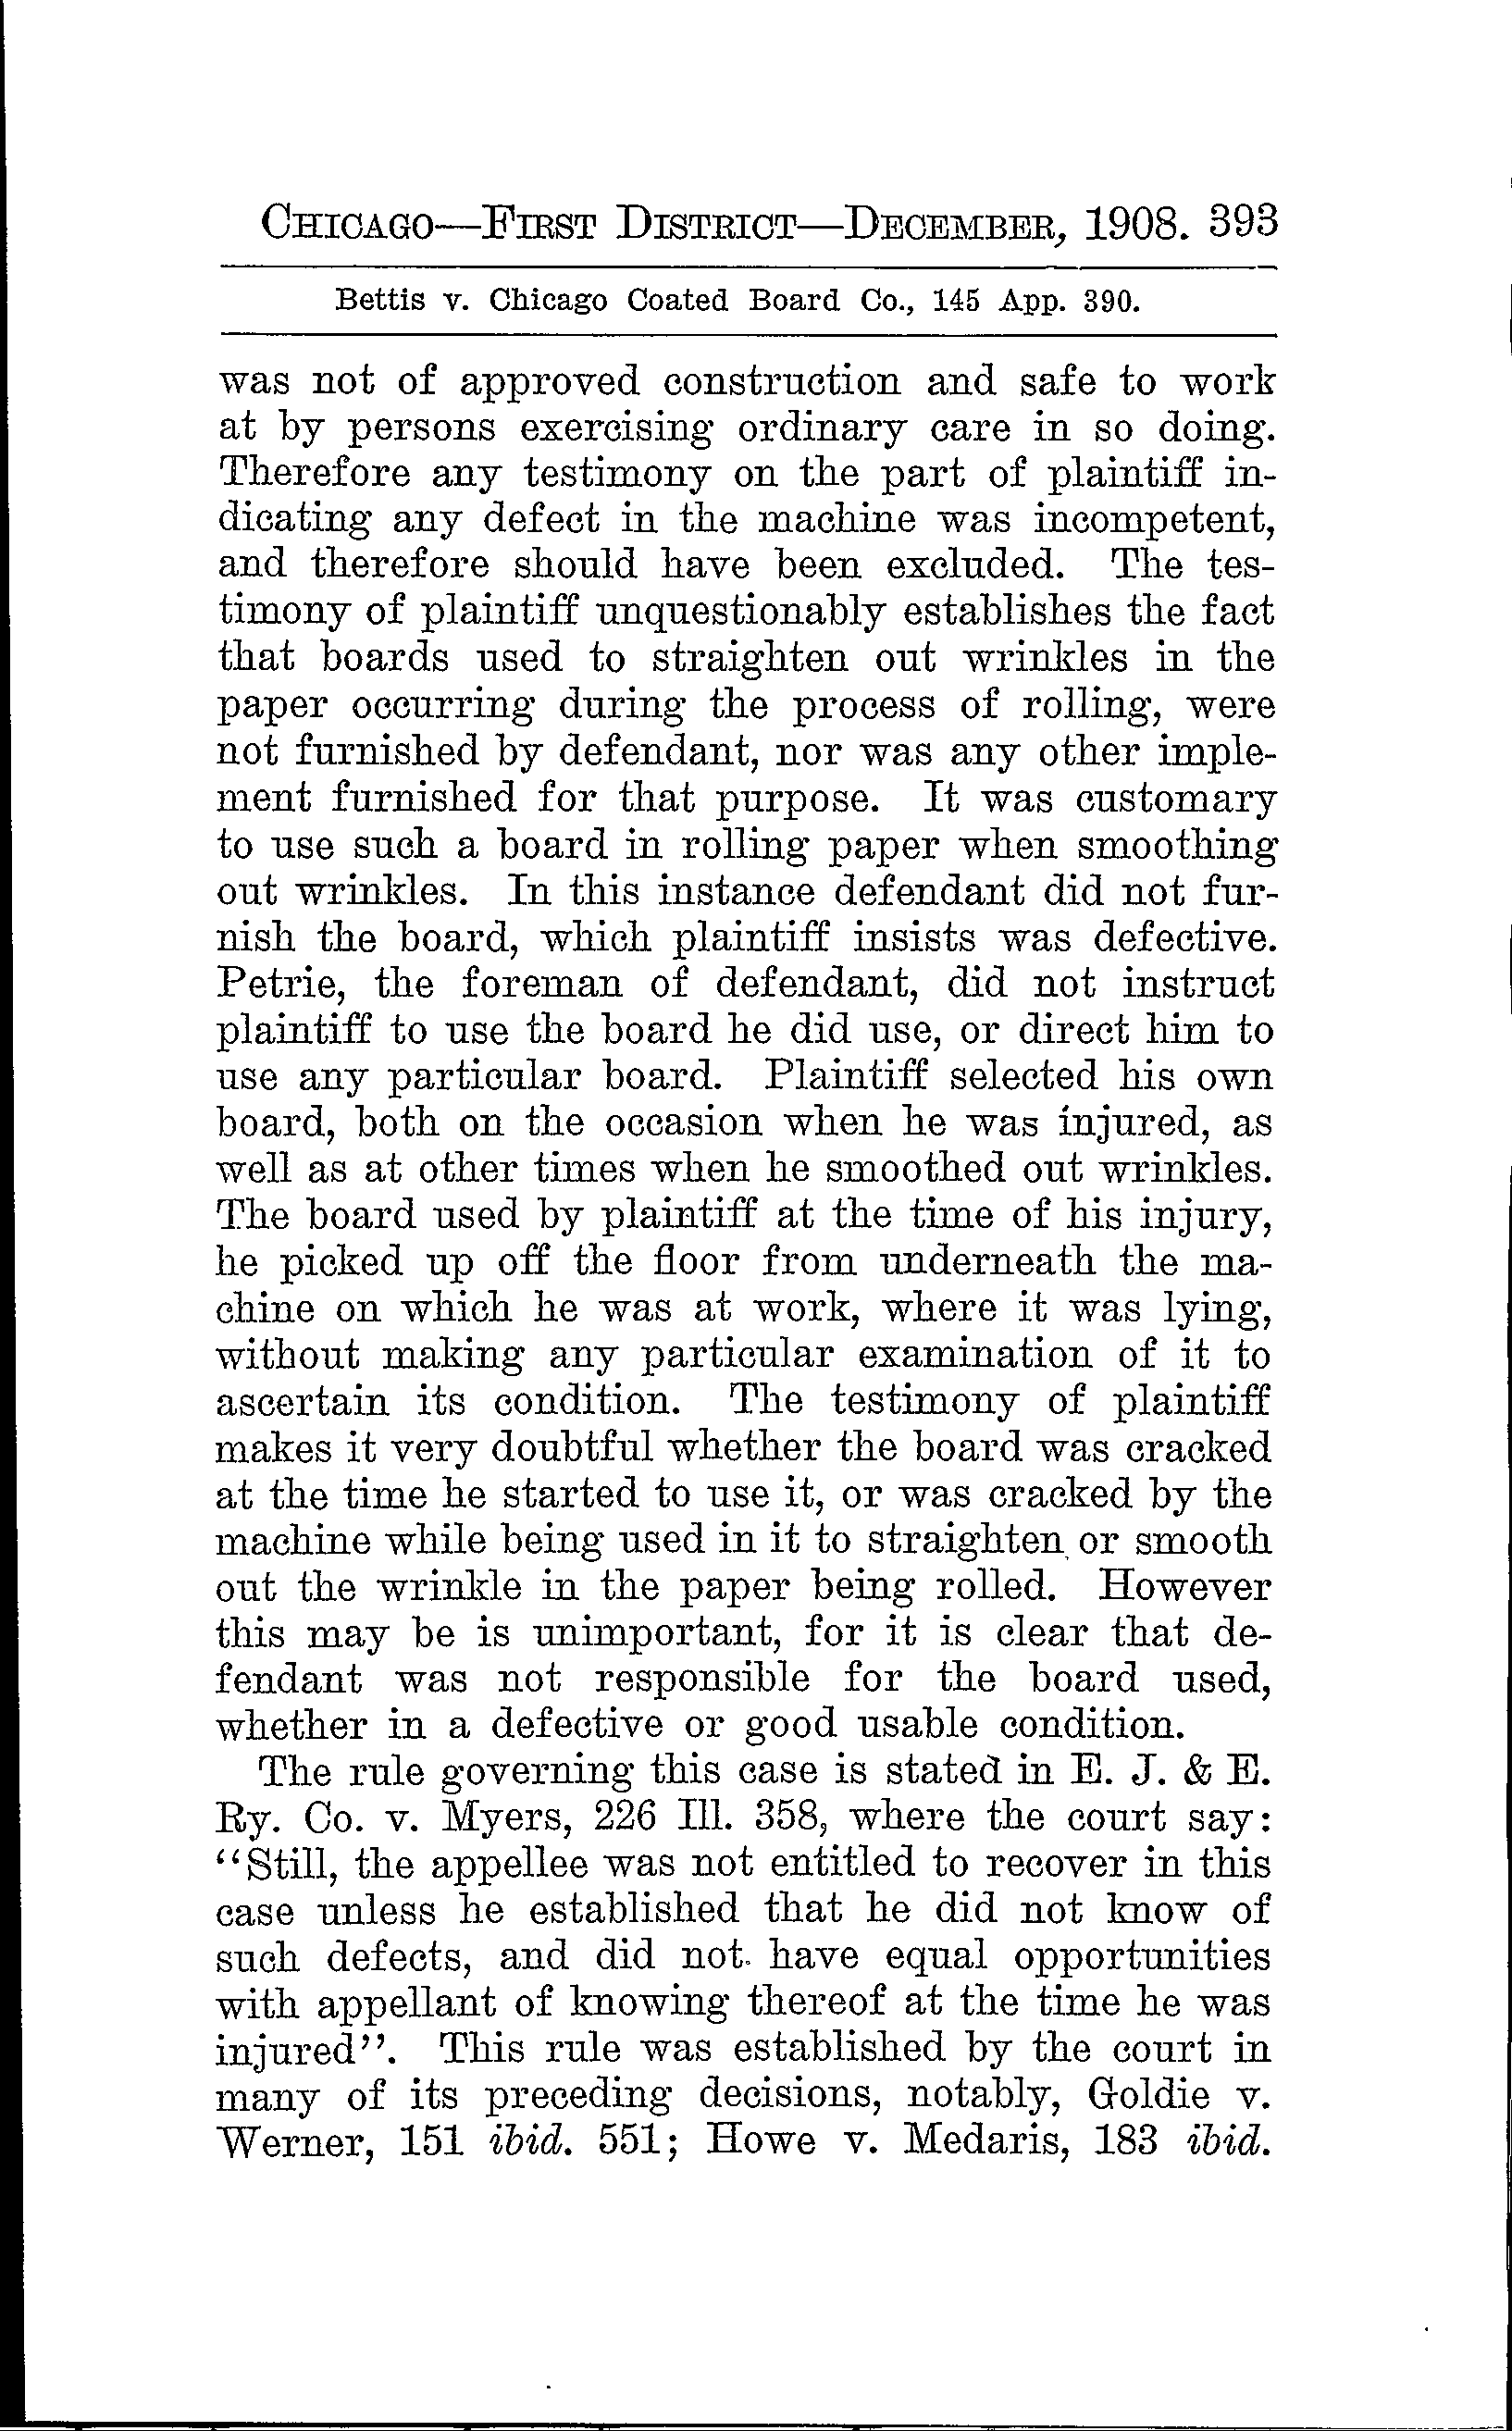 CHICAGO—FIRST DISTRICT—DECEMBER, 1908. 393
Bettis v. Chicago Coated Board Co., 145 App. 390.
was not of approved construction and safe to work
at by persons exercising ordinary care in so doing.
Therefore any testimony on the part of plaintiff in-
dicating any defect in the machine was incompetent,
and therefore should have been excluded. The tes-
timony of plaintiff unquestionably establishes the fact
that boards used to straighten out wrinkles in the
paper occurring during the process of rolling, were
not furnished by defendant, nor was any other imple-
ment furnished for that purpose. It was customary
to use such a board in rolling paper when smoothing
out wrinkles. In this instance defendant did not fur-
nish the board, which plaintiff insists was defective.
Petrie, the foreman of defendant, did not instruct
plaintiff to use the board he did use, or direct him to
use any particular board. Plaintiff selected his own
board, both on the occasion when he was injured, as
well as at other times when he smoothed out wrinkles.
The board used by plaintiff at the time of his injury,
he picked up off the floor from underneath the ma-
chine on which he was at work, where it was lying,
without making any particular examination of it to
ascertain its condition. The testimony of plaintiff
makes it very doubtful whether the board was cracked
at the time he started to use it, or was cracked by the
machine while being used in it to straighten or smooth
out the wrinkle in the paper being rolled. However
this may be is unimportant, for it is clear that de-
fendant was not responsible for the board used,
whether in a defective or good usable condition.
The rule governing this case is stated in E. J. & E.
Ry. Co. v. Myers, 226 Ill. 358, where the court say:
“Still, the appellee was not entitled to recover in this
case unless he established that he did not know of
such defects, and did not have equal opportunities
with appellant of knowing thereof at the time he was
injured”. This rule was established by the court in
many of its preceding decisions, notably, Goldie v.
Werner, 151 ibid. 551; Howe v. Medaris, 183 ibid.